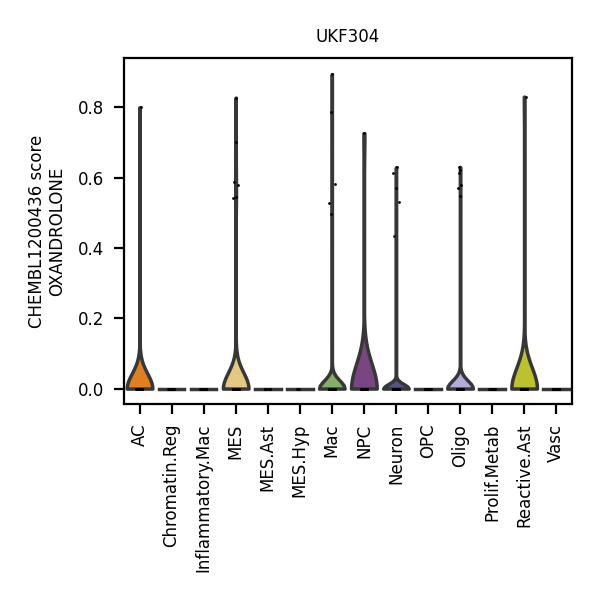 UKF304
CHEMBL1200436 score
OXANDROLONE
0.8
0.6
0.4
0.2
0.0
AC
Chromatin.Reg
Inflammatory.Mac
MES
MES.Ast
MES.Hyp
Mac
NPC
Neuron
OPC
Oligo
Prolif.Metab
Reactive.Ast
Vasc